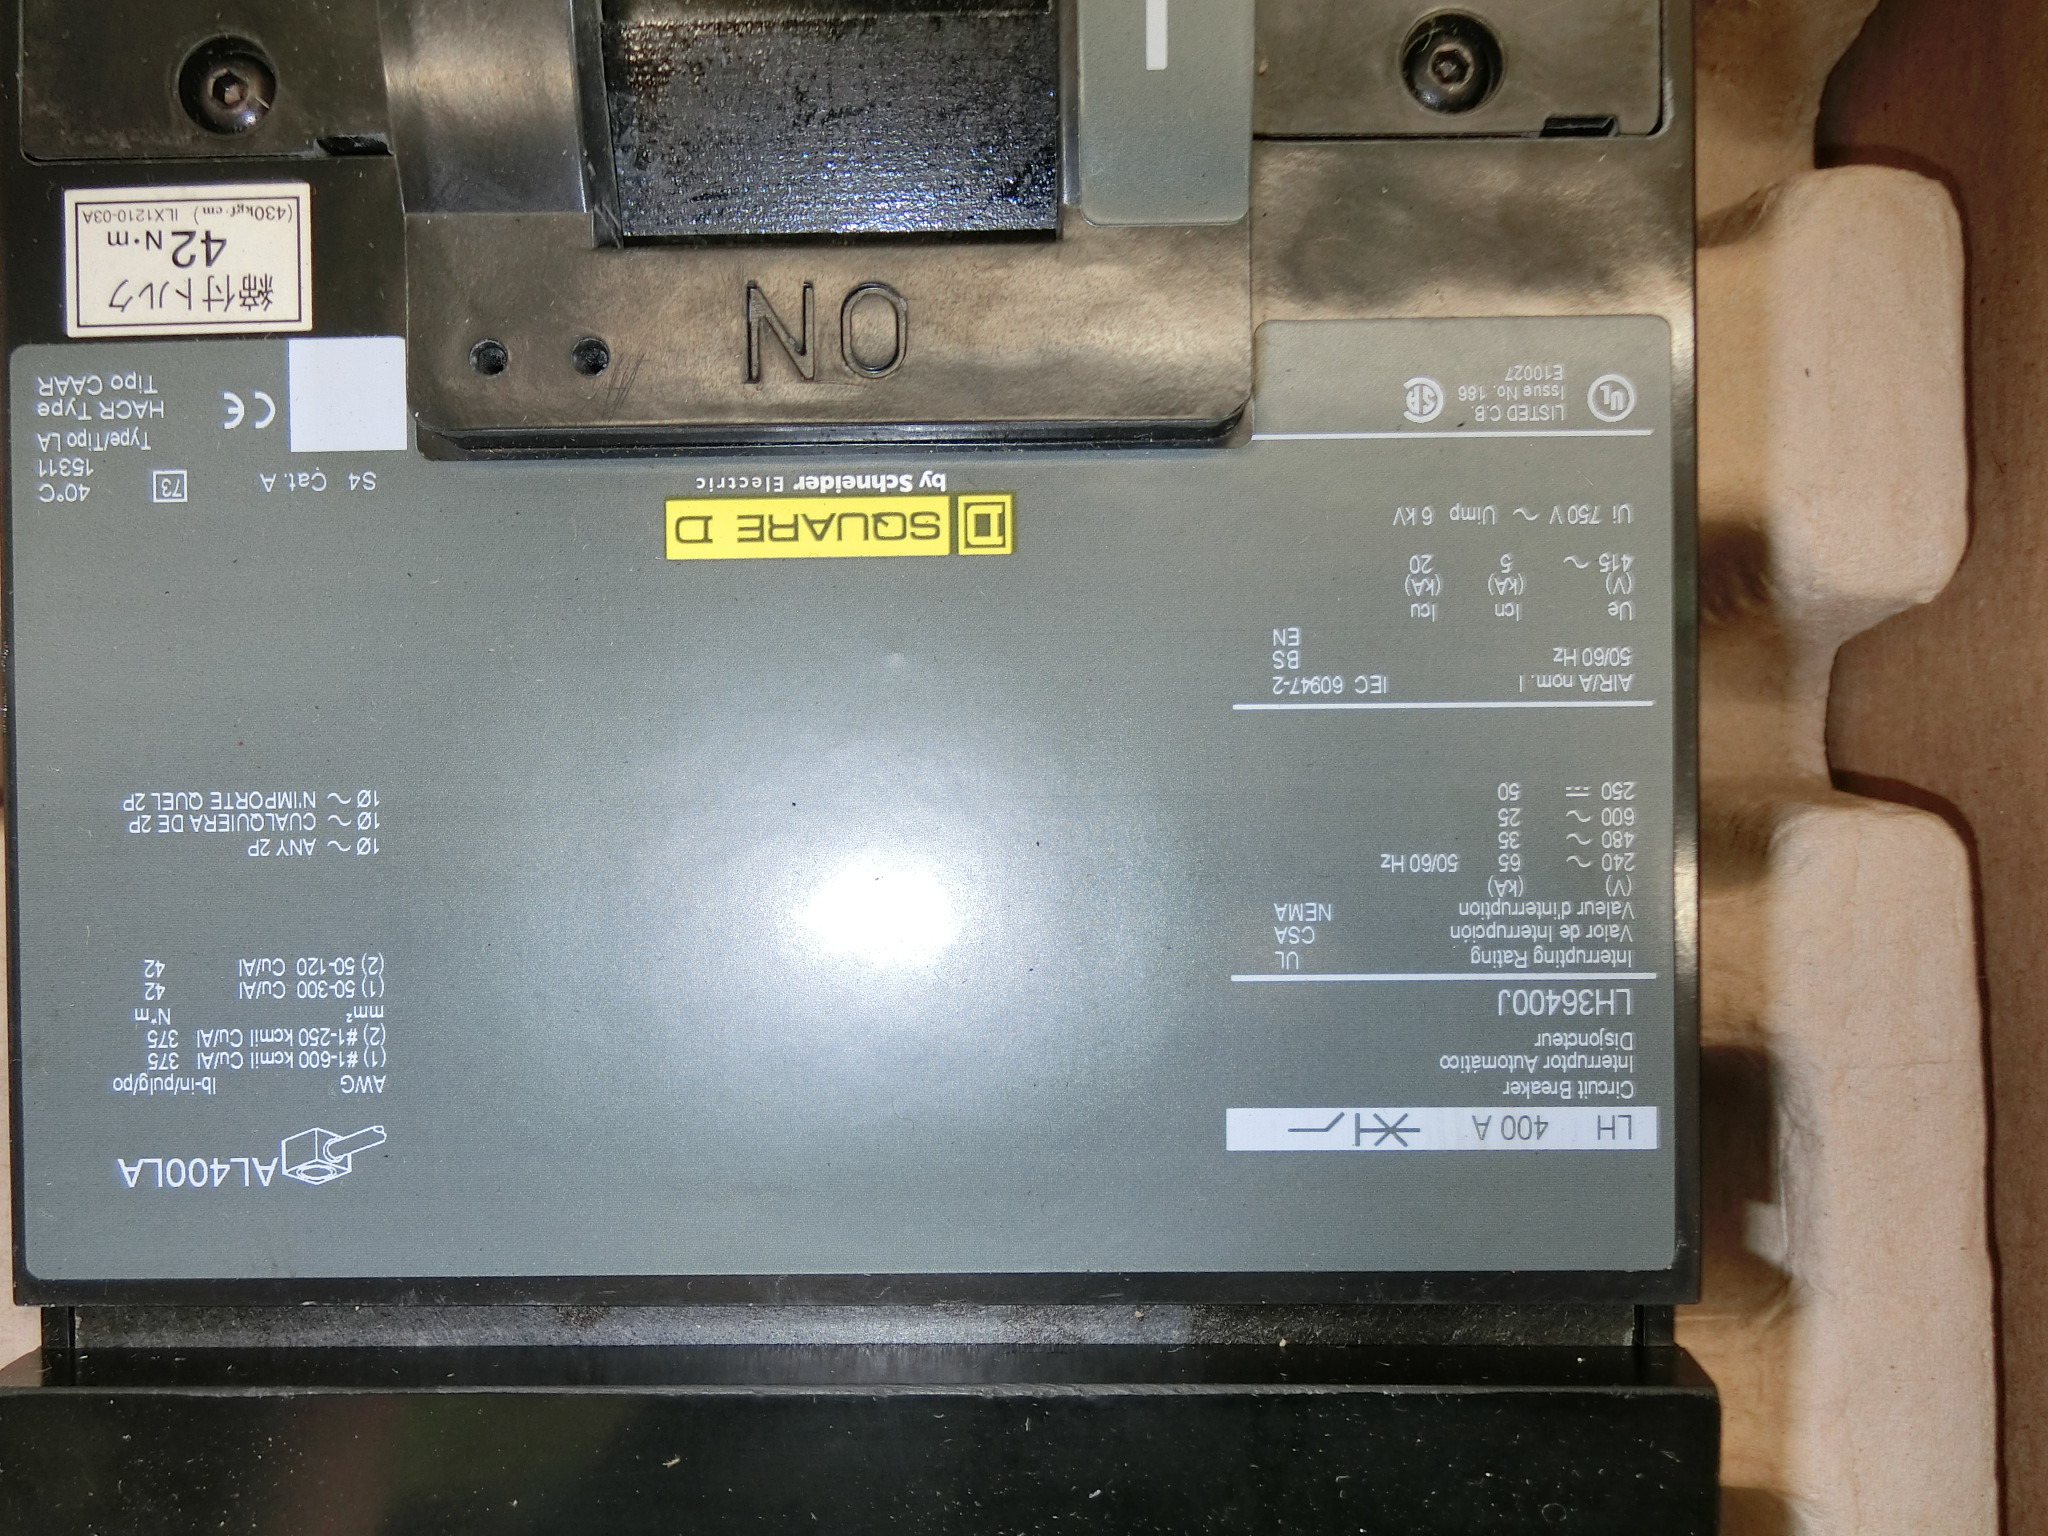 AL400LA
AWG lb-in/pulg/po
(1) #1-600 kcmil Cu/Al 375
(2) #1-250 kcmil Cu/Al 375
mm² N*m
(1) 50-300 Cu/Al 42
(2) 50-120 Cu/Al 42
1Ø ~ ANY 2P
1Ø ~ CUALQUIERA DE 2P
1Ø ~ N'IMPORTE QUEL 2P
LH 400 A
Circuit Breaker
Interruptor Automático
Disjoncteur
LH36400J
Interrupting Rating UL
Valor de Interrupción CSA
Valeur d'interruption NEMA
(V) (kA)
240 ~ 65 50/60 Hz
480 ~ 35
600 ~ 25
250 ⎓ 50
AIR/A nom. I IEC 60947-2
50/60 Hz BS
EN
Ue Icn Icu
(V) (kA) (kA)
415 ~ 5 20
Ui 750 V ~ Uimp 6 kV
UL LISTED C.B. SA
Issue No. 186
E10027
SQUARE D
by Schneider Electric
S4 Cat. A 73 40°C
15311
Type/Tipo LA
CE HACR Type
Tipo CAAR
ON
I
締付トルク
42 N·m
(430kgf·cm) ILX1210-03A